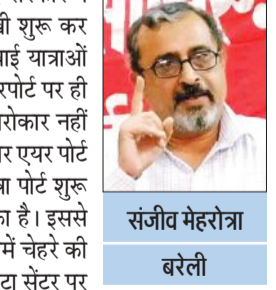 बी शुरू कर
ाई यात्राओं
रपोर्ट पर ही
रोकार नहीं
र एयर पोर्ट
ा पोर्ट शुरू
का है। इससे
में चेहरे की
टा सेंटर पर
संजीव मेहरोत्रा
बरेली